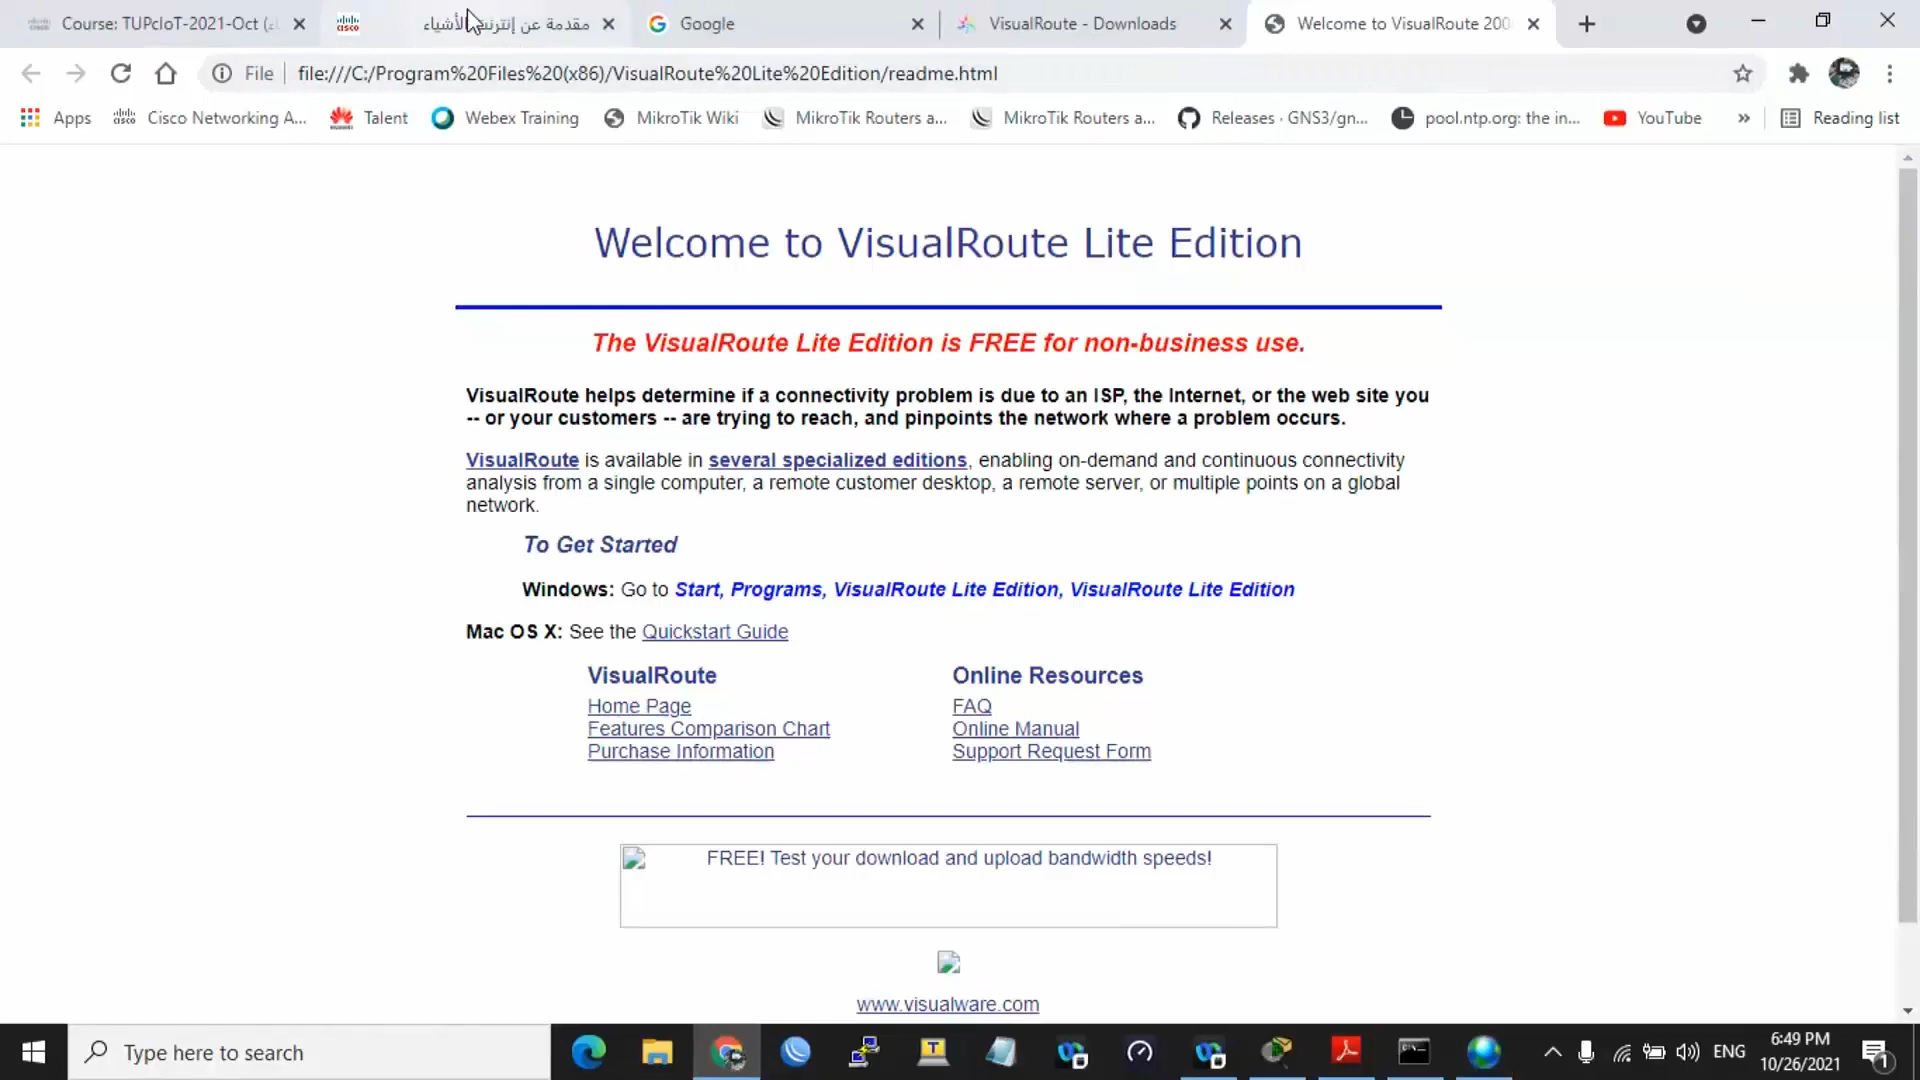 Course: TUPcIoT-2021-Oct
مقدمة عن إنترنت الأشياء
Google
VisualRoute - Downloads
Welcome to VisualRoute 200
File
file:///C:/Program%20Files%20(x86)/VisualRoute%20Lite%20Edition/readme.html
Apps
Cisco Networking A...
Talent
Webex Training
MikroTik Wiki
MikroTik Routers a...
MikroTik Routers a...
Releases · GNS3/gn...
pool.ntp.org: the in...
YouTube
»
Reading list
Welcome to VisualRoute Lite Edition
The VisualRoute Lite Edition is FREE for non-business use.
VisualRoute helps determine if a connectivity problem is due to an ISP, the Internet, or the web site you
-- or your customers -- are trying to reach, and pinpoints the network where a problem occurs.
VisualRoute is available in several specialized editions, enabling on-demand and continuous connectivity
analysis from a single computer, a remote customer desktop, a remote server, or multiple points on a global
network.
To Get Started
Windows: Go to Start, Programs, VisualRoute Lite Edition, VisualRoute Lite Edition
Mac OS X: See the Quickstart Guide
VisualRoute
Home Page
Features Comparison Chart
Purchase Information
Online Resources
FAQ
Online Manual
Support Request Form
FREE! Test your download and upload bandwidth speeds!
www.visualware.com
Type here to search
ENG
6:49 PM
10/26/2021
1